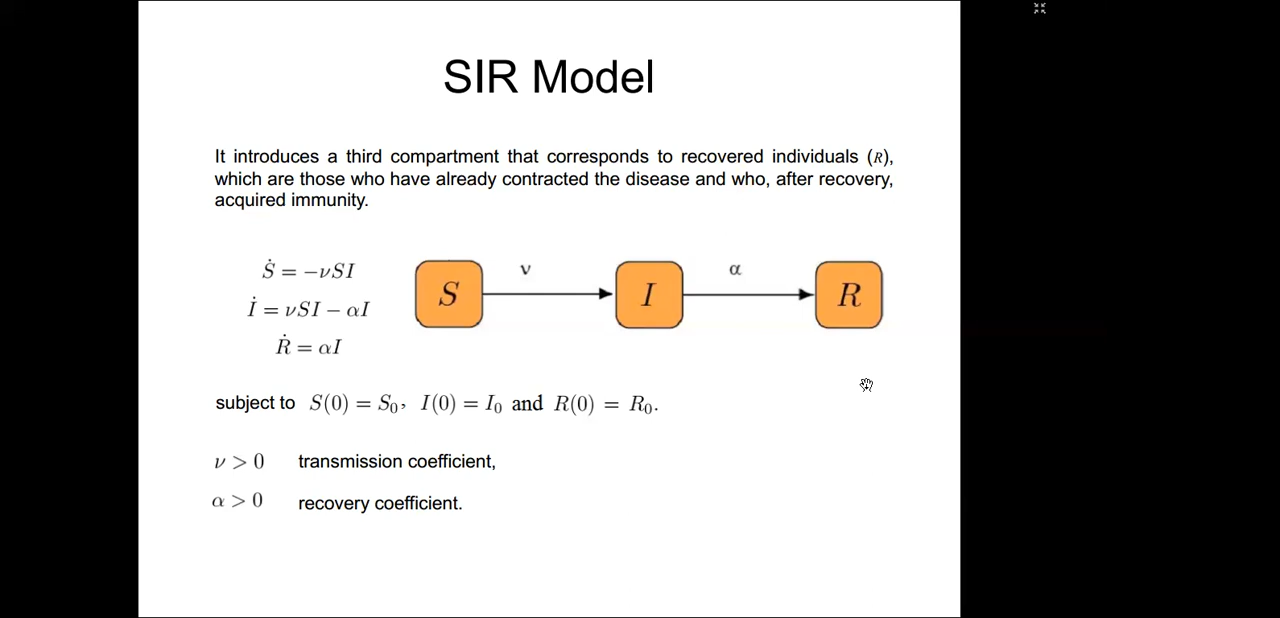 SIR Model
It introduces a third compartment that corresponds to recovered individuals (R),
which are those who have already contracted the disease and who, after recovery,
acquired immunity.
Ṡ = −νSI
İ = νSI − αI
Ṙ = αI
S ν I α R
subject to S(0) = S₀, I(0) = I₀ and R(0) = R₀.
ν > 0 transmission coefficient,
α > 0 recovery coefficient.